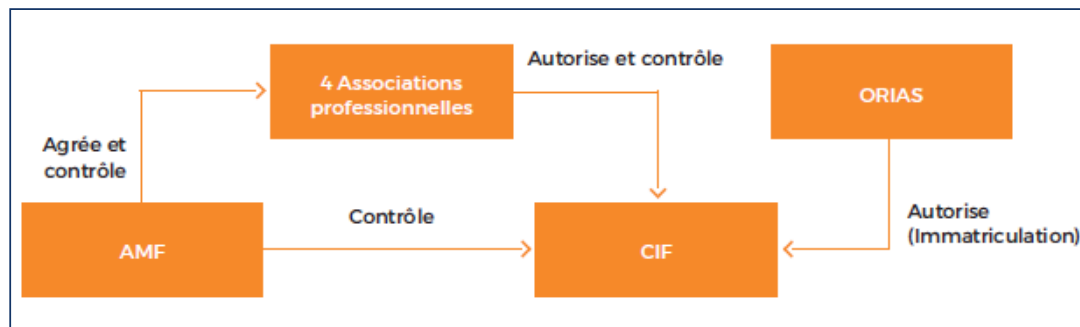 4 Associations
professionnelles
Autorise et contrôle
ORIAS
Agrée et
contrôle
AMF
Contrôle
CIF
Autorise
(Immatriculation)